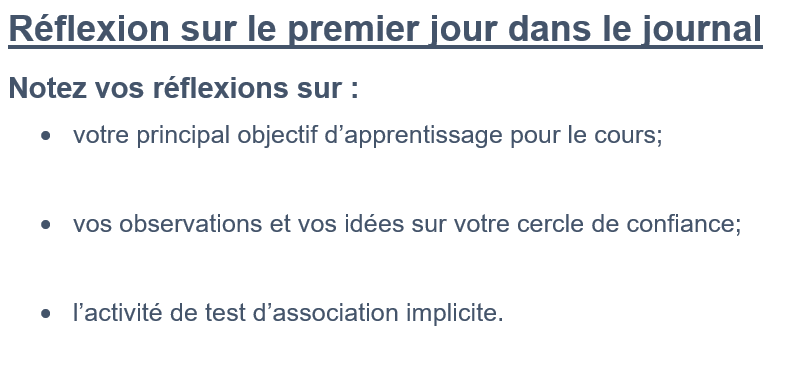 Réflexion sur le premier jour dans le journal
Notez vos réflexions sur :
• votre principal objectif d’apprentissage pour le cours;
• vos observations et vos idées sur votre cercle de confiance;
• l’activité de test d’association implicite.